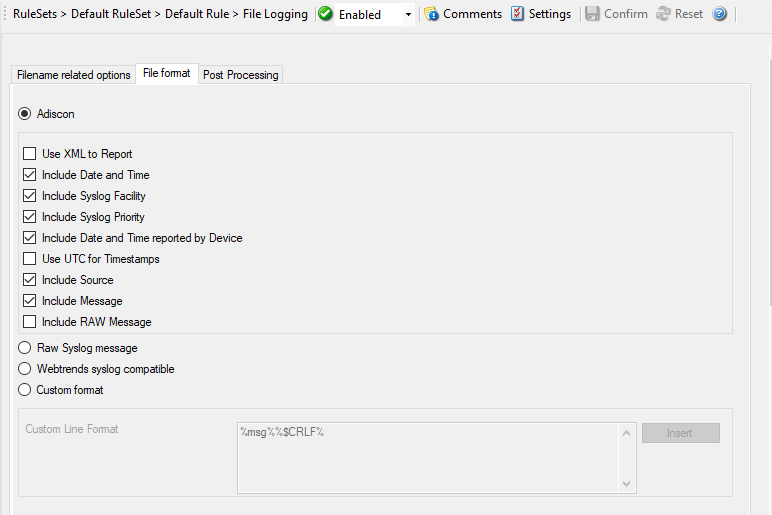 RuleSets > Default RuleSet > Default Rule > File Logging Enabled Comments Settings Confirm Reset
Filename related options File format Post Processing
Adiscon
Use XML to Report
Include Date and Time
Include Syslog Facility
Include Syslog Priority
Include Date and Time reported by Device
Use UTC for Timestamps
Include Source
Include Message
Include RAW Message
Raw Syslog message
Webtrends syslog compatible
Custom format
Custom Line Format %msg%%$CRLF% Insert